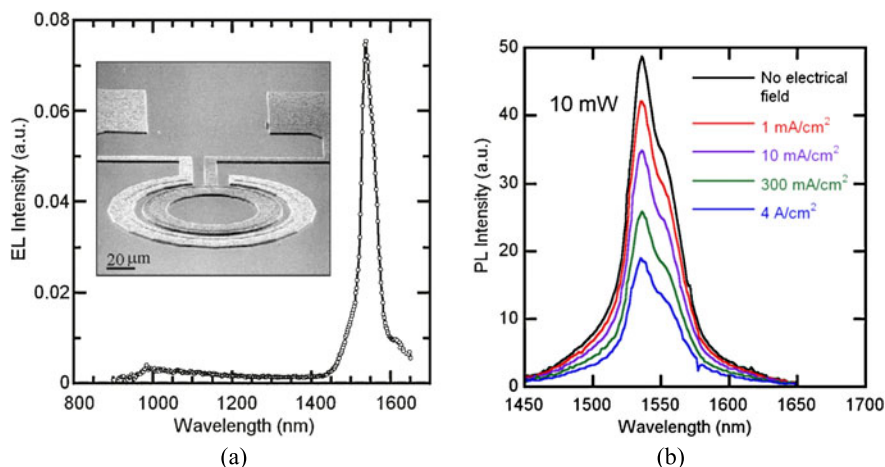 0.08
0.06
0.04
0.02
0
EL Intensity (a.u.)
20 μm
800 1000 1200 1400 1600
Wavelength (nm)
(a)
50
40
30
20
10
0
PL Intensity (a.u.)
10 mW
No electrical
field
1 mA/cm²
10 mA/cm²
300 mA/cm²
4 A/cm²
1450 1500 1550 1600 1650 1700
Wavelength (nm)
(b)